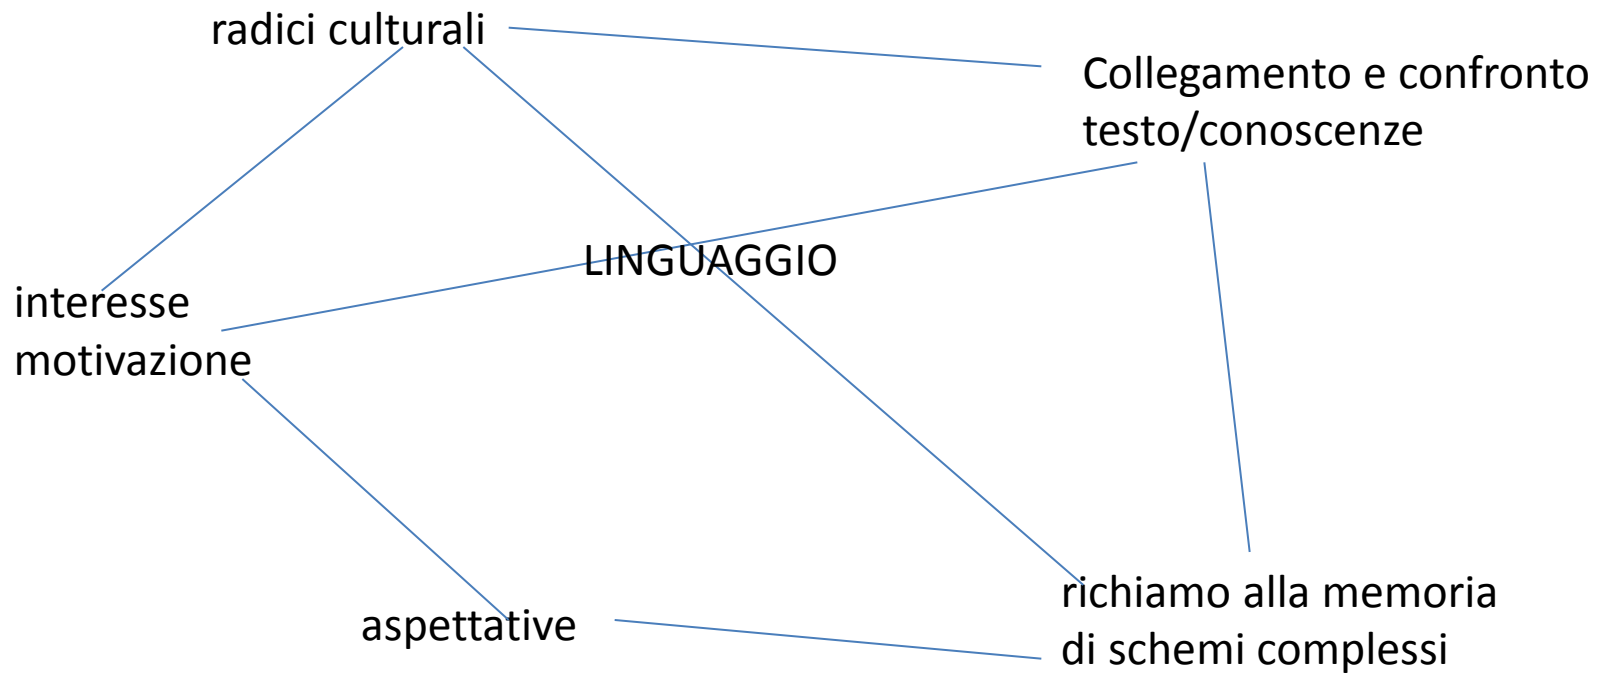 radici culturali
Collegamento e confronto
testo/conoscenze
LINGUAGGIO
interesse
motivazione
aspettative
richiamo alla memoria
di schemi complessi